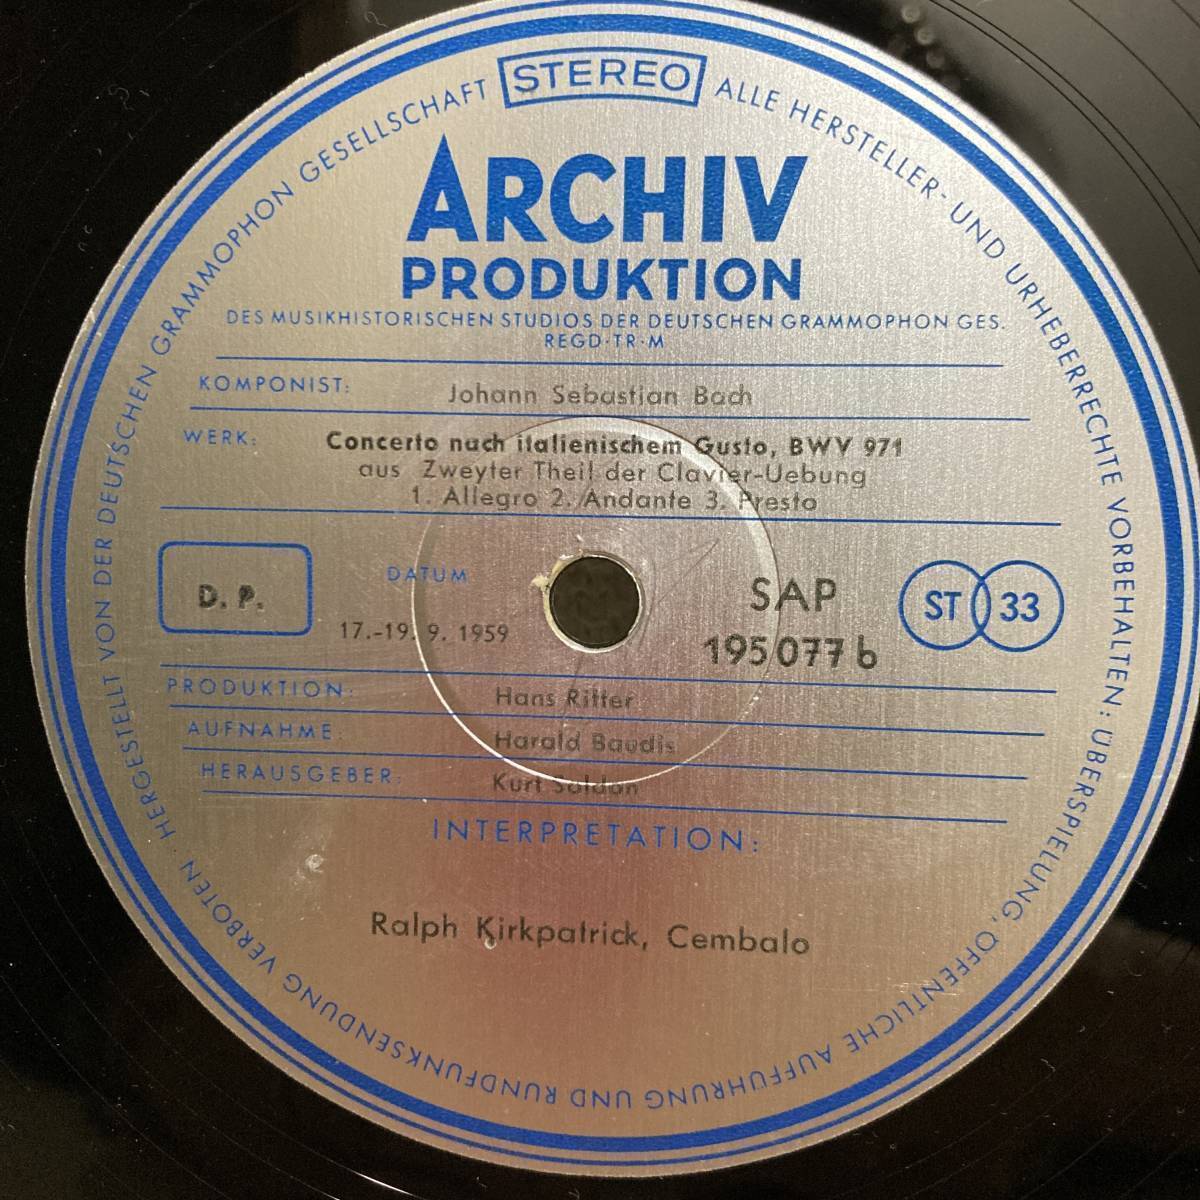 STEREO
HERGESTELLT VON DER DEUTSCHEN GRAMMOPHON GESELLSCHAFT
ALLE HERSTELLER- UND URHEBERRECHTE VORBEHALTEN: ÜBERSPIELUNG, ÖFFENTLICHE AUFFÜHRUNG UND RUNDFUNKSENDUNG VERBOTEN
ARCHIV
PRODUKTION
DES MUSIKHISTORISCHEN STUDIOS DER DEUTSCHEN GRAMMOPHON GES.
REGD·TR·M
KOMPONIST: Johann Sebastian Bach
WERK: Concerto nach italienischem Gusto, BWV 971
aus Zweyter Theil der Clavier-Uebung
1. Allegro 2. Andante 3. Presto
D. P.
DATUM
17.-19. 9. 1959
SAP
195 077 b
ST 33
PRODUKTION: Hans Ritter
AUFNAHME: Harald Baudis
HERAUSGEBER: Kurt Soldan
INTERPRETATION:
Ralph Kirkpatrick, Cembalo